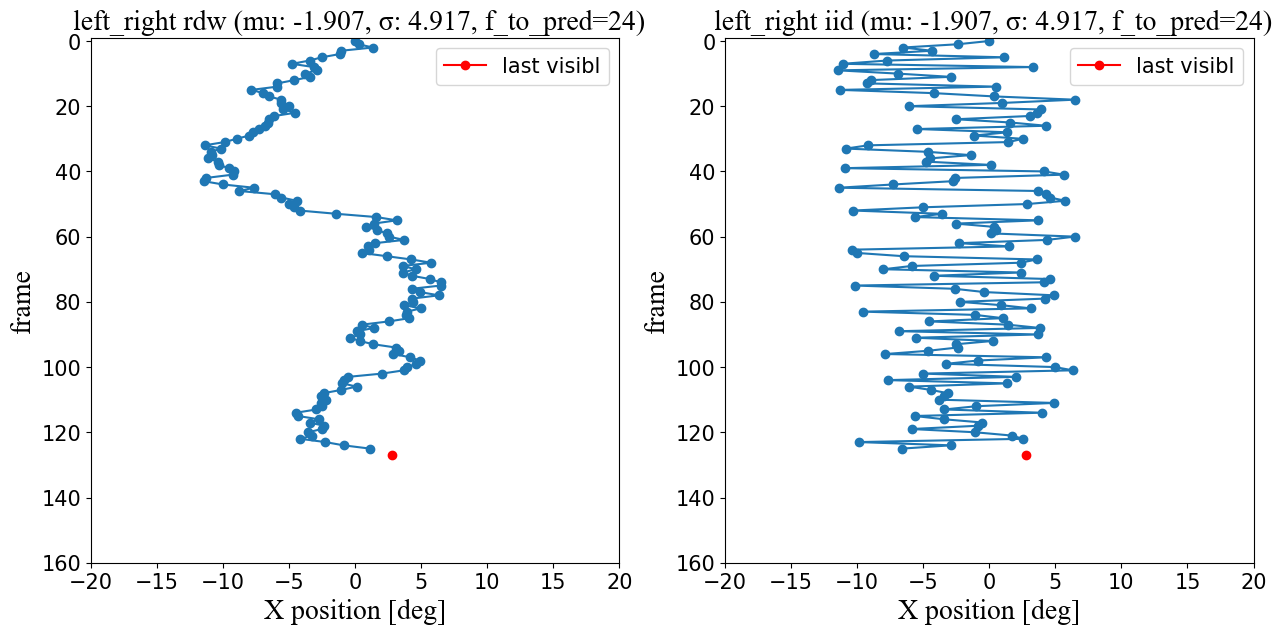 left_right rdw (mu: -1.907, σ: 4.917, f_to_pred=24)
left_right iid (mu: -1.907, σ: 4.917, f_to_pred=24)
last visibl
last visibl
0
20
40
60
80
100
120
140
160
frame
−20 −15 −10 −5 0 5 10 15 20
X position [deg]
0
20
40
60
80
100
120
140
160
frame
−20 −15 −10 −5 0 5 10 15 20
X position [deg]